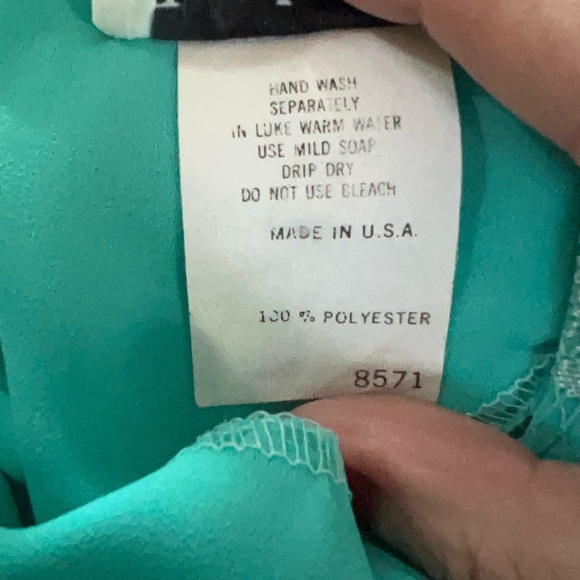 HAND WASH
SEPARATELY
IN LUKE WARM WATER
USE MILD SOAP
DRIP DRY
DO NOT USE BLEACH
MADE IN U.S.A.
100 % POLYESTER
8571